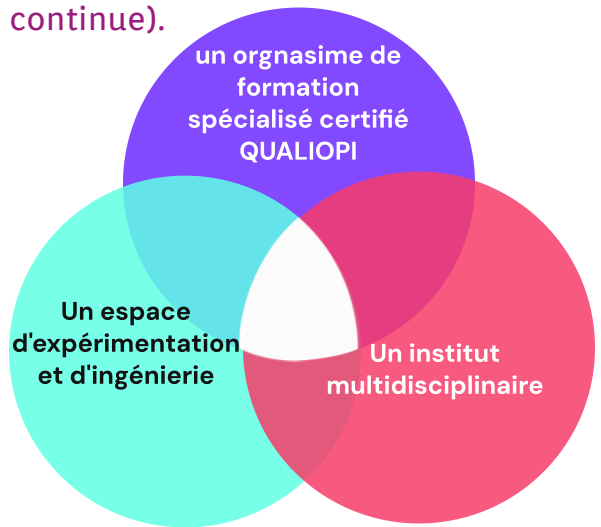 continue).
un orgnasime de
formation
spécialisé certifié
QUALIOPI
Un espace
d'expérimentation
et d'ingénierie
Un institut
multidisciplinaire